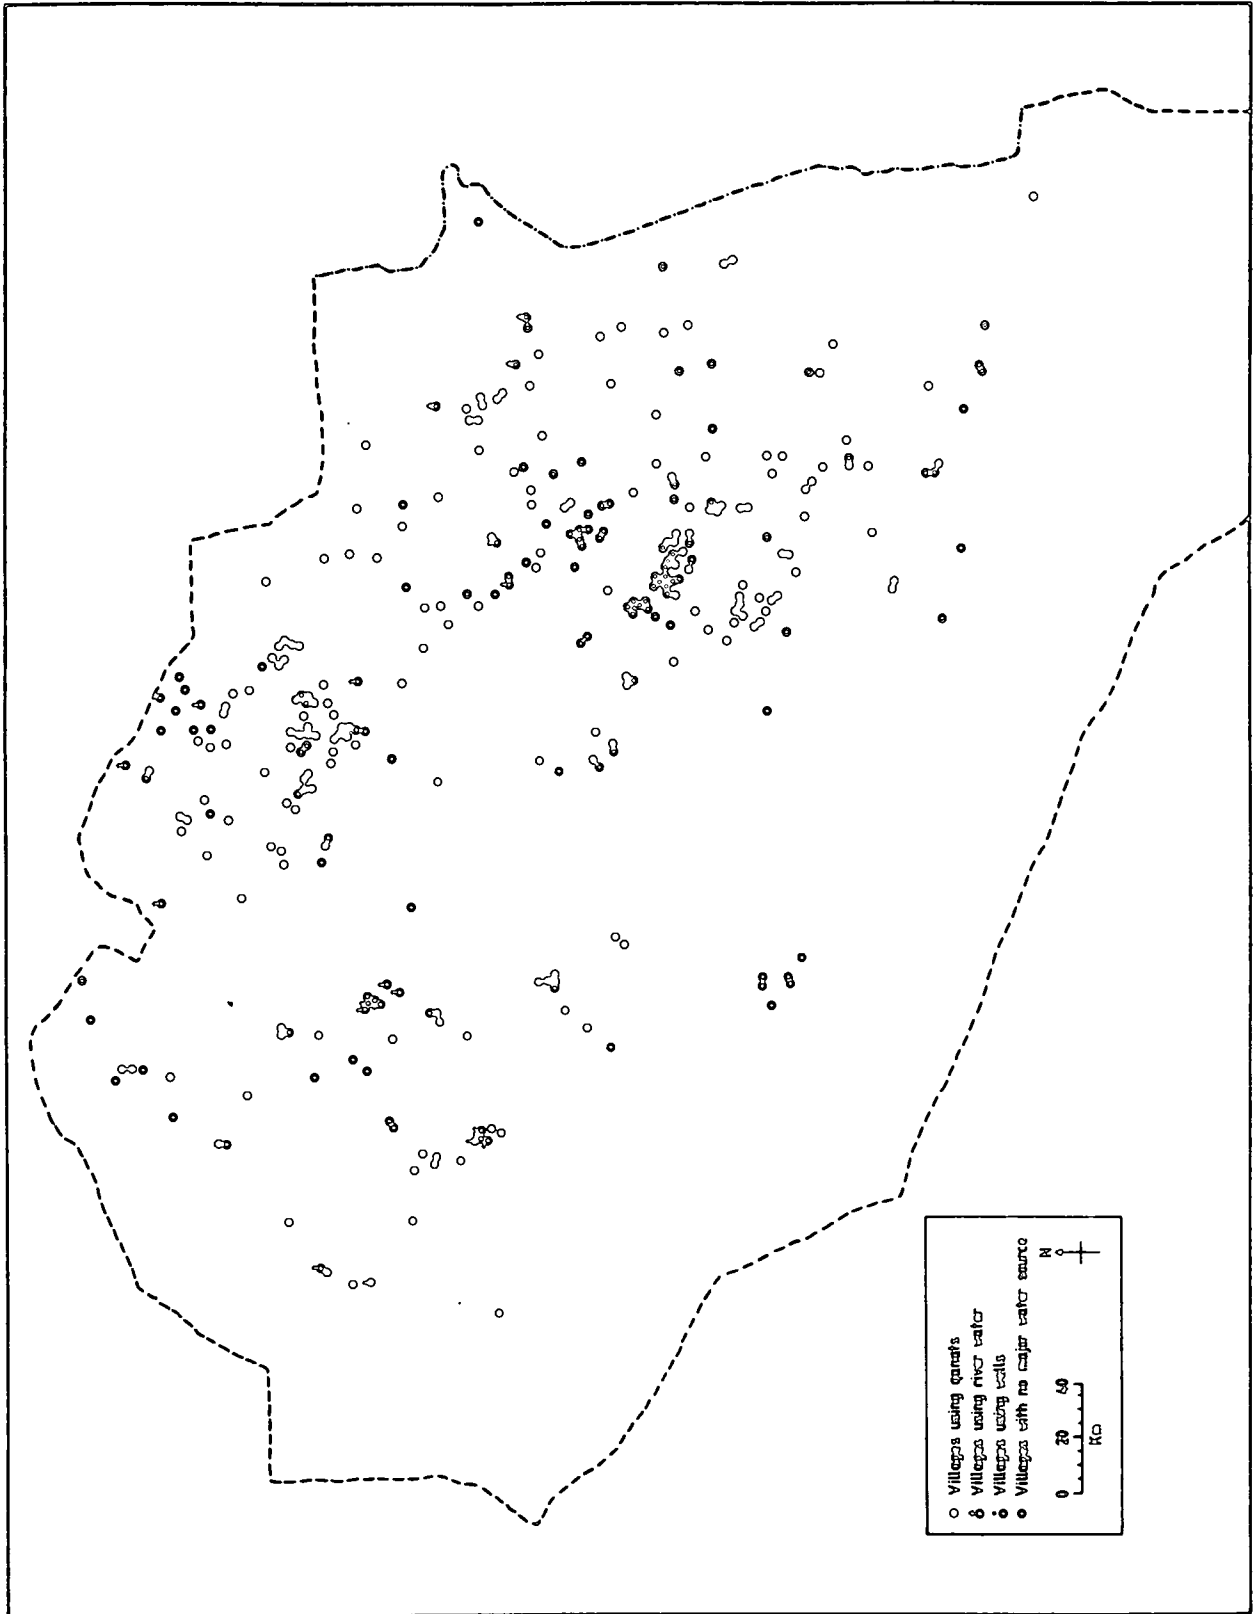 Villages using qanats
Villages using river water
Villages using wells
Villages with no major water source
0 20 40
Km
N